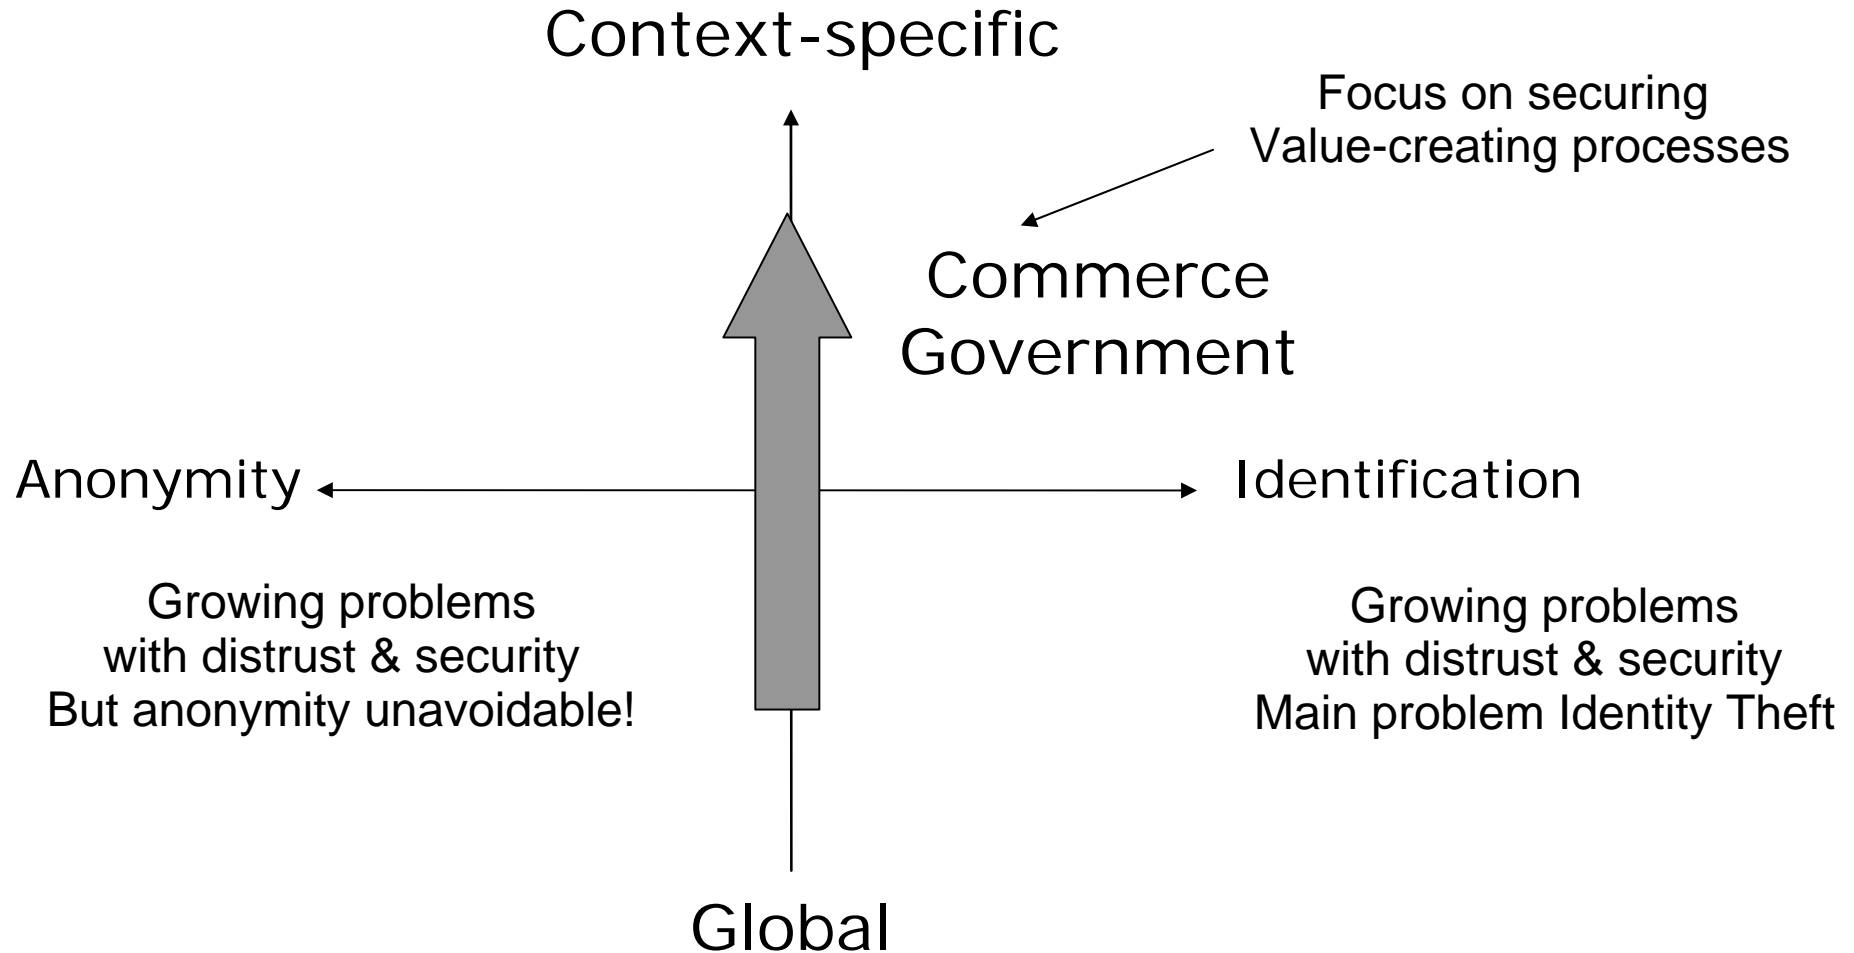 Context-specific
Focus on securing
Value-creating processes
Commerce
Government
Anonymity
Identification
Growing problems
with distrust & security
But anonymity unavoidable!
Growing problems
with distrust & security
Main problem Identity Theft
Global